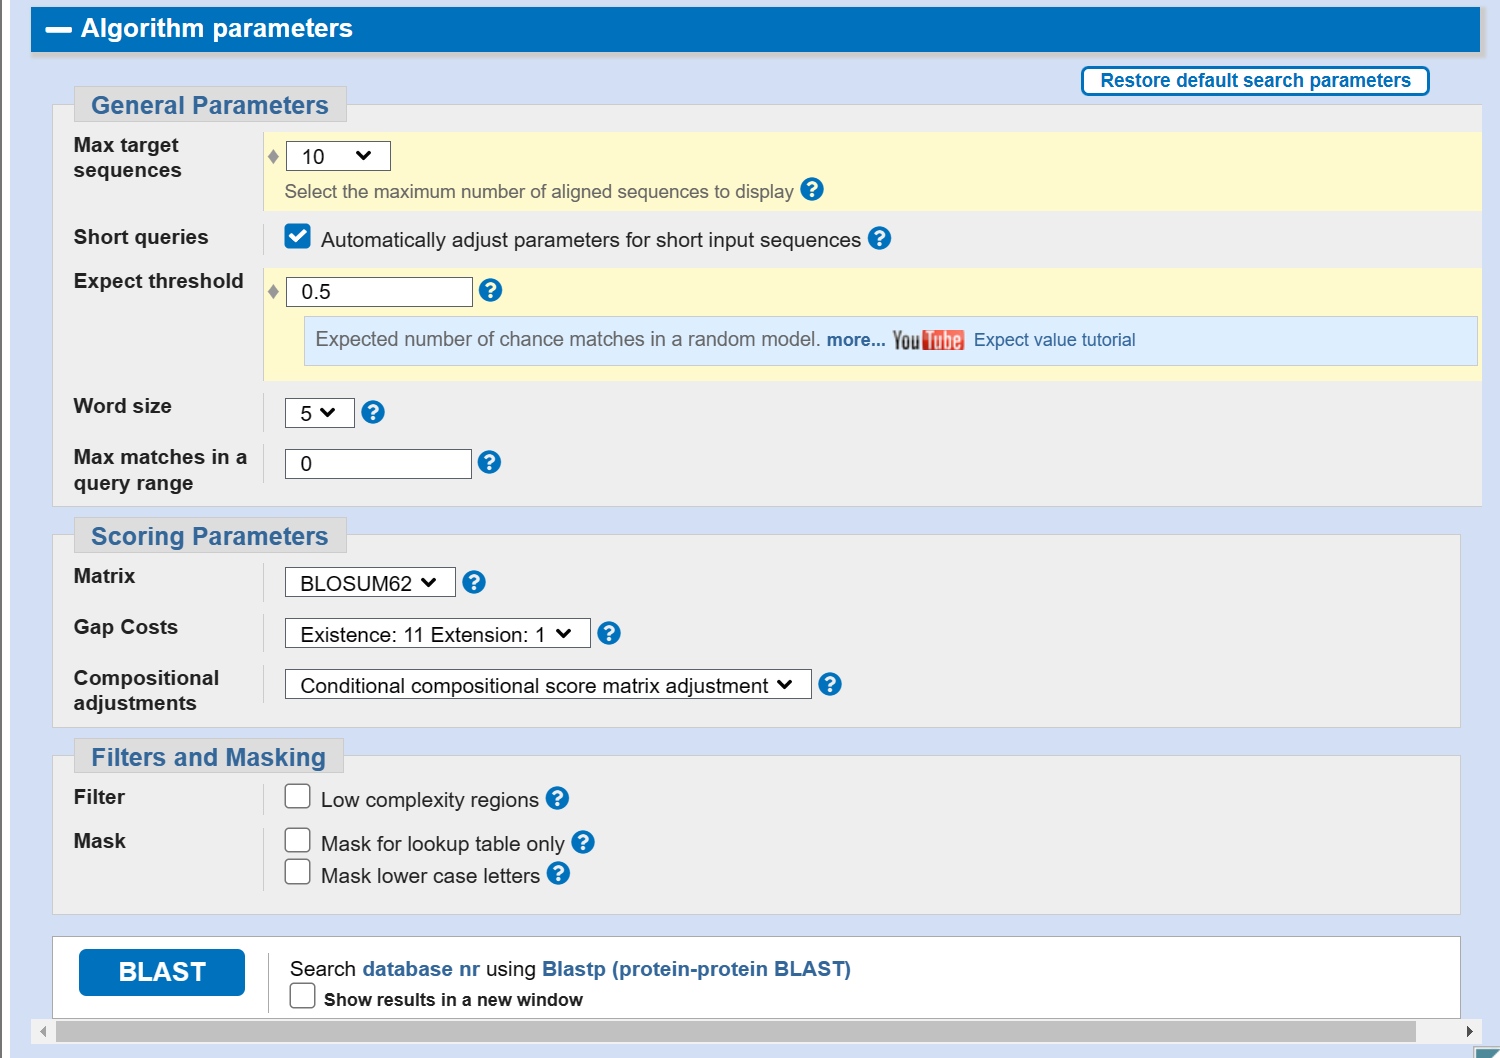 Algorithm parameters
Restore default search parameters
General Parameters
Max target
sequences
10
Select the maximum number of aligned sequences to display ?
Short queries
Automatically adjust parameters for short input sequences ?
Expect threshold
0.5 ?
Expected number of chance matches in a random model. more... YouTube Expect value tutorial
Word size
5 ?
Max matches in a
query range
0 ?
Scoring Parameters
Matrix
BLOSUM62 ?
Gap Costs
Existence: 11 Extension: 1 ?
Compositional
adjustments
Conditional compositional score matrix adjustment ?
Filters and Masking
Filter
Low complexity regions ?
Mask
Mask for lookup table only ?
Mask lower case letters ?
BLAST
Search database nr using Blastp (protein-protein BLAST)
Show results in a new window